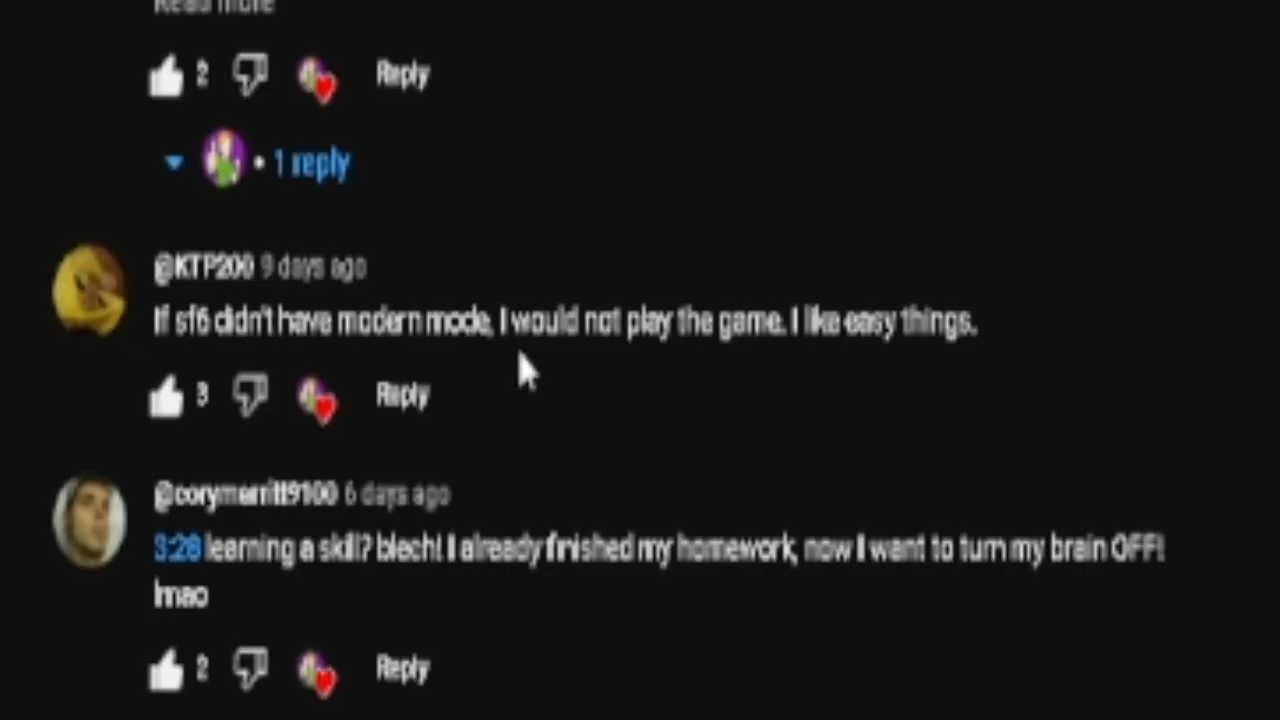 Read more
2 Reply
1 reply
@KTP200 9 days ago
If sf6 didn't have modern mode, I would not play the game. I like easy things.
3 Reply
@corymerritt9100 6 days ago
3:28 learning a skill? blech! I already finished my homework, now I want to turn my brain OFF!
lmao
2 Reply